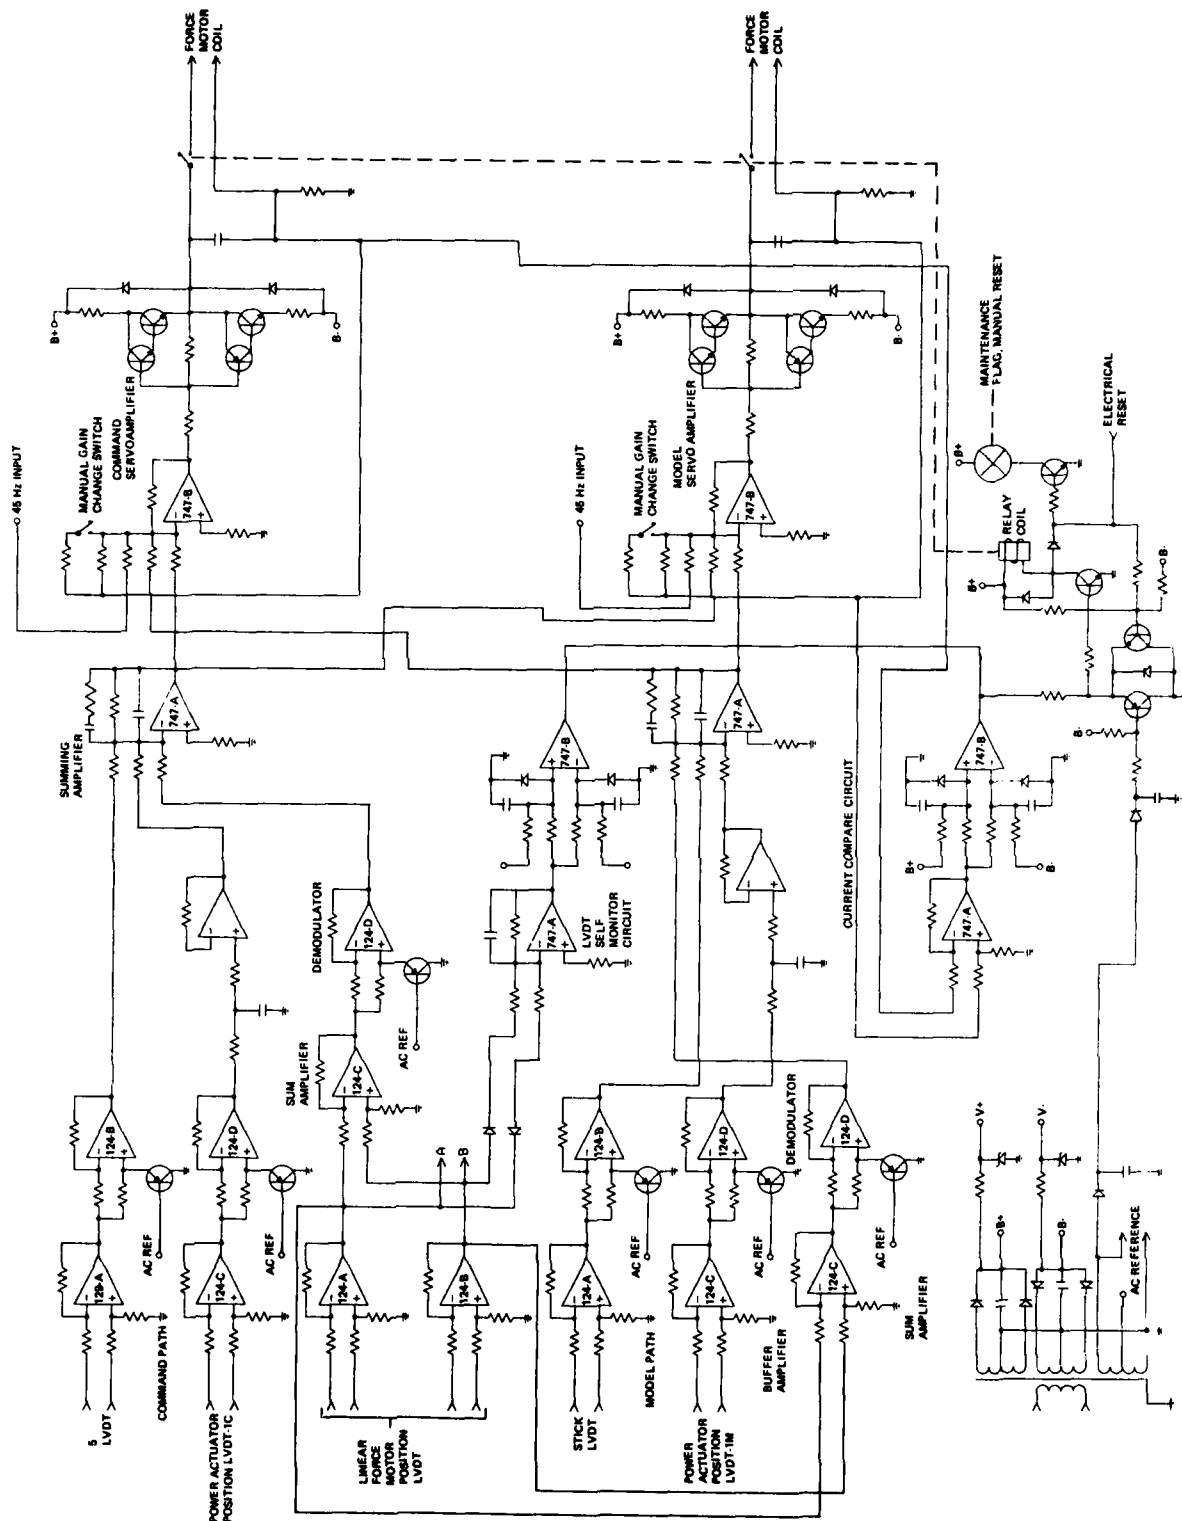 FORCE
MOTOR
COIL
FORCE
MOTOR
COIL
B+
B-
B+
B-
45 Hz INPUT
MANUAL GAIN
CHANGE SWITCH
COMMAND
SERVOAMPLIFIER
747-B
45 Hz INPUT
MANUAL GAIN
CHANGE SWITCH
MODEL
SERVO AMPLIFIER
747-B
MAINTENANCE
FLAG, MANUAL RESET
B+
ELECTRICAL
RESET
RELAY
COIL
B+
B-
SUMMING
AMPLIFIER
747-A
747-B
747-A
747-B
B-
B+
B-
CURRENT COMPARE CIRCUIT
747-A
DEMODULATOR
124-D
LVDT
SELF
MONITOR
CIRCUIT
747-A
SUM
AMPLIFIER
124-C
AC REF
A
B
124-B
124-D
124-B
124-D
DEMODULATOR
124-D
129-A
AC REF
124-C
AC REF
124-A
124-B
124-A
AC REF
124-C
AC REF
124-C
AC REF
V+
B+
V-
B-
AC REFERENCE
5
LVDT
COMMAND PATH
POWER ACTUATOR
POSITION LVDT-1C
LINEAR
FORCE
MOTOR
POSITION
LVDT
STICK
LVDT
MODEL PATH
POWER
ACTUATOR
POSITION
LVDT-1M
BUFFER
AMPLIFIER
SUM
AMPLIFIER